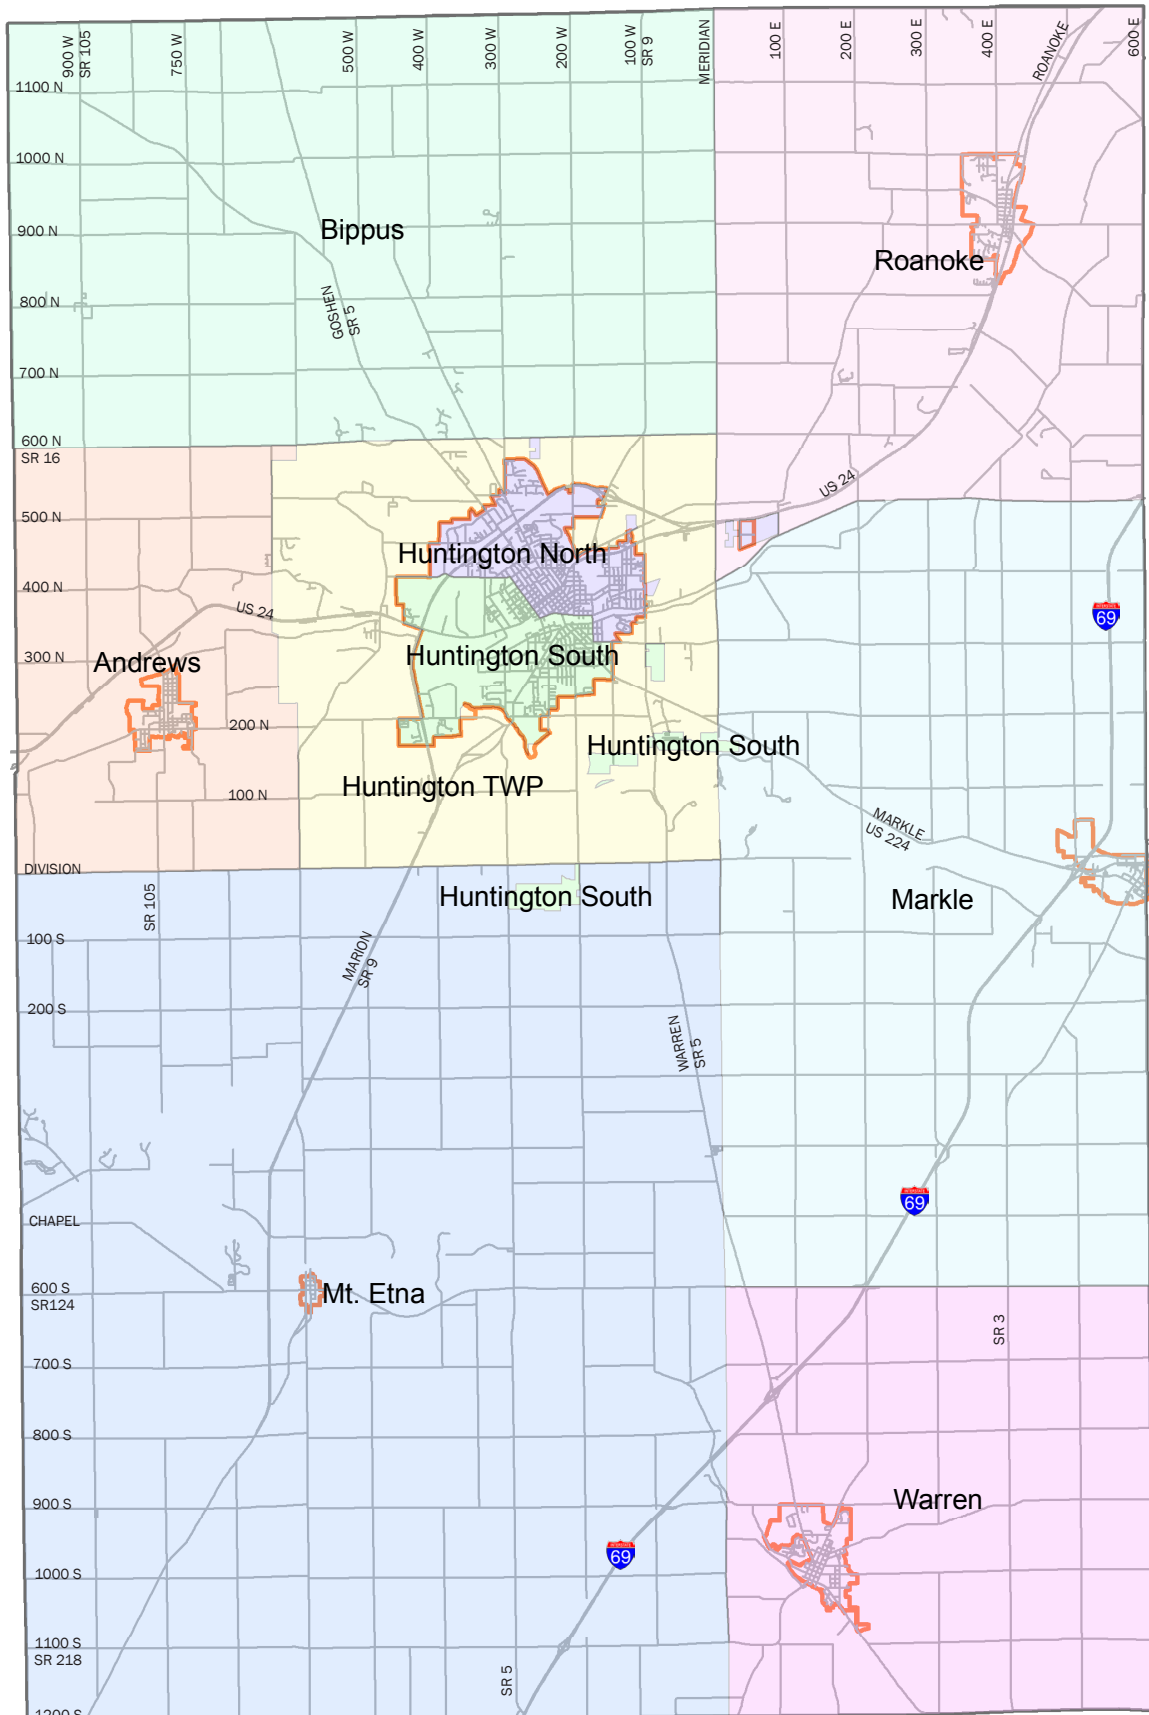 900 W
SR 105
750 W
500 W
400 W
300 W
200 W
100 W
SR 9
MERIDIAN
100 E
200 E
300 E
400 E
ROANOKE
600 E
1100 N
1000 N
Bippus
900 N
Roanoke
800 N
GOSHEN
SR 5
700 N
600 N
SR 16
US 24
500 N
Huntington North
400 N
US 24
INTERSTATE
69
300 N
Andrews
Huntington South
200 N
Huntington South
Huntington TWP
100 N
MARKLE
US 224
DIVISION
SR 105
Huntington South
Markle
100 S
MARION
SR 9
200 S
WARREN
SR 5
INTERSTATE
69
CHAPEL
600 S
SR124
Mt. Etna
SR 3
700 S
800 S
900 S
Warren
INTERSTATE
69
1000 S
1100 S
SR 218
SR 5
1200 S